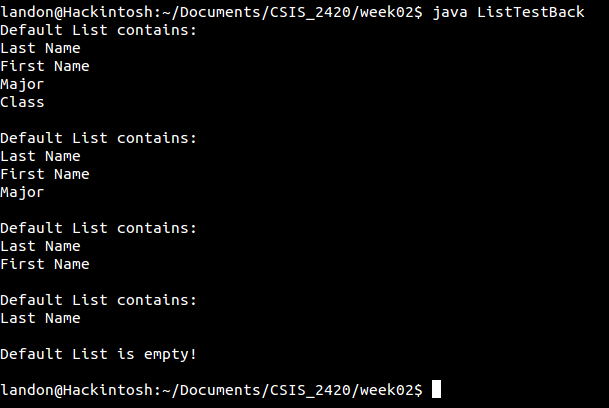 landon@Hackintosh:~/Documents/CSIS_2420/week02$ java ListTestBack
Default List contains:
Last Name
First Name
Major
Class

Default List contains:
Last Name
First Name
Major

Default List contains:
Last Name
First Name

Default List contains:
Last Name

Default List is empty!

landon@Hackintosh:~/Documents/CSIS_2420/week02$